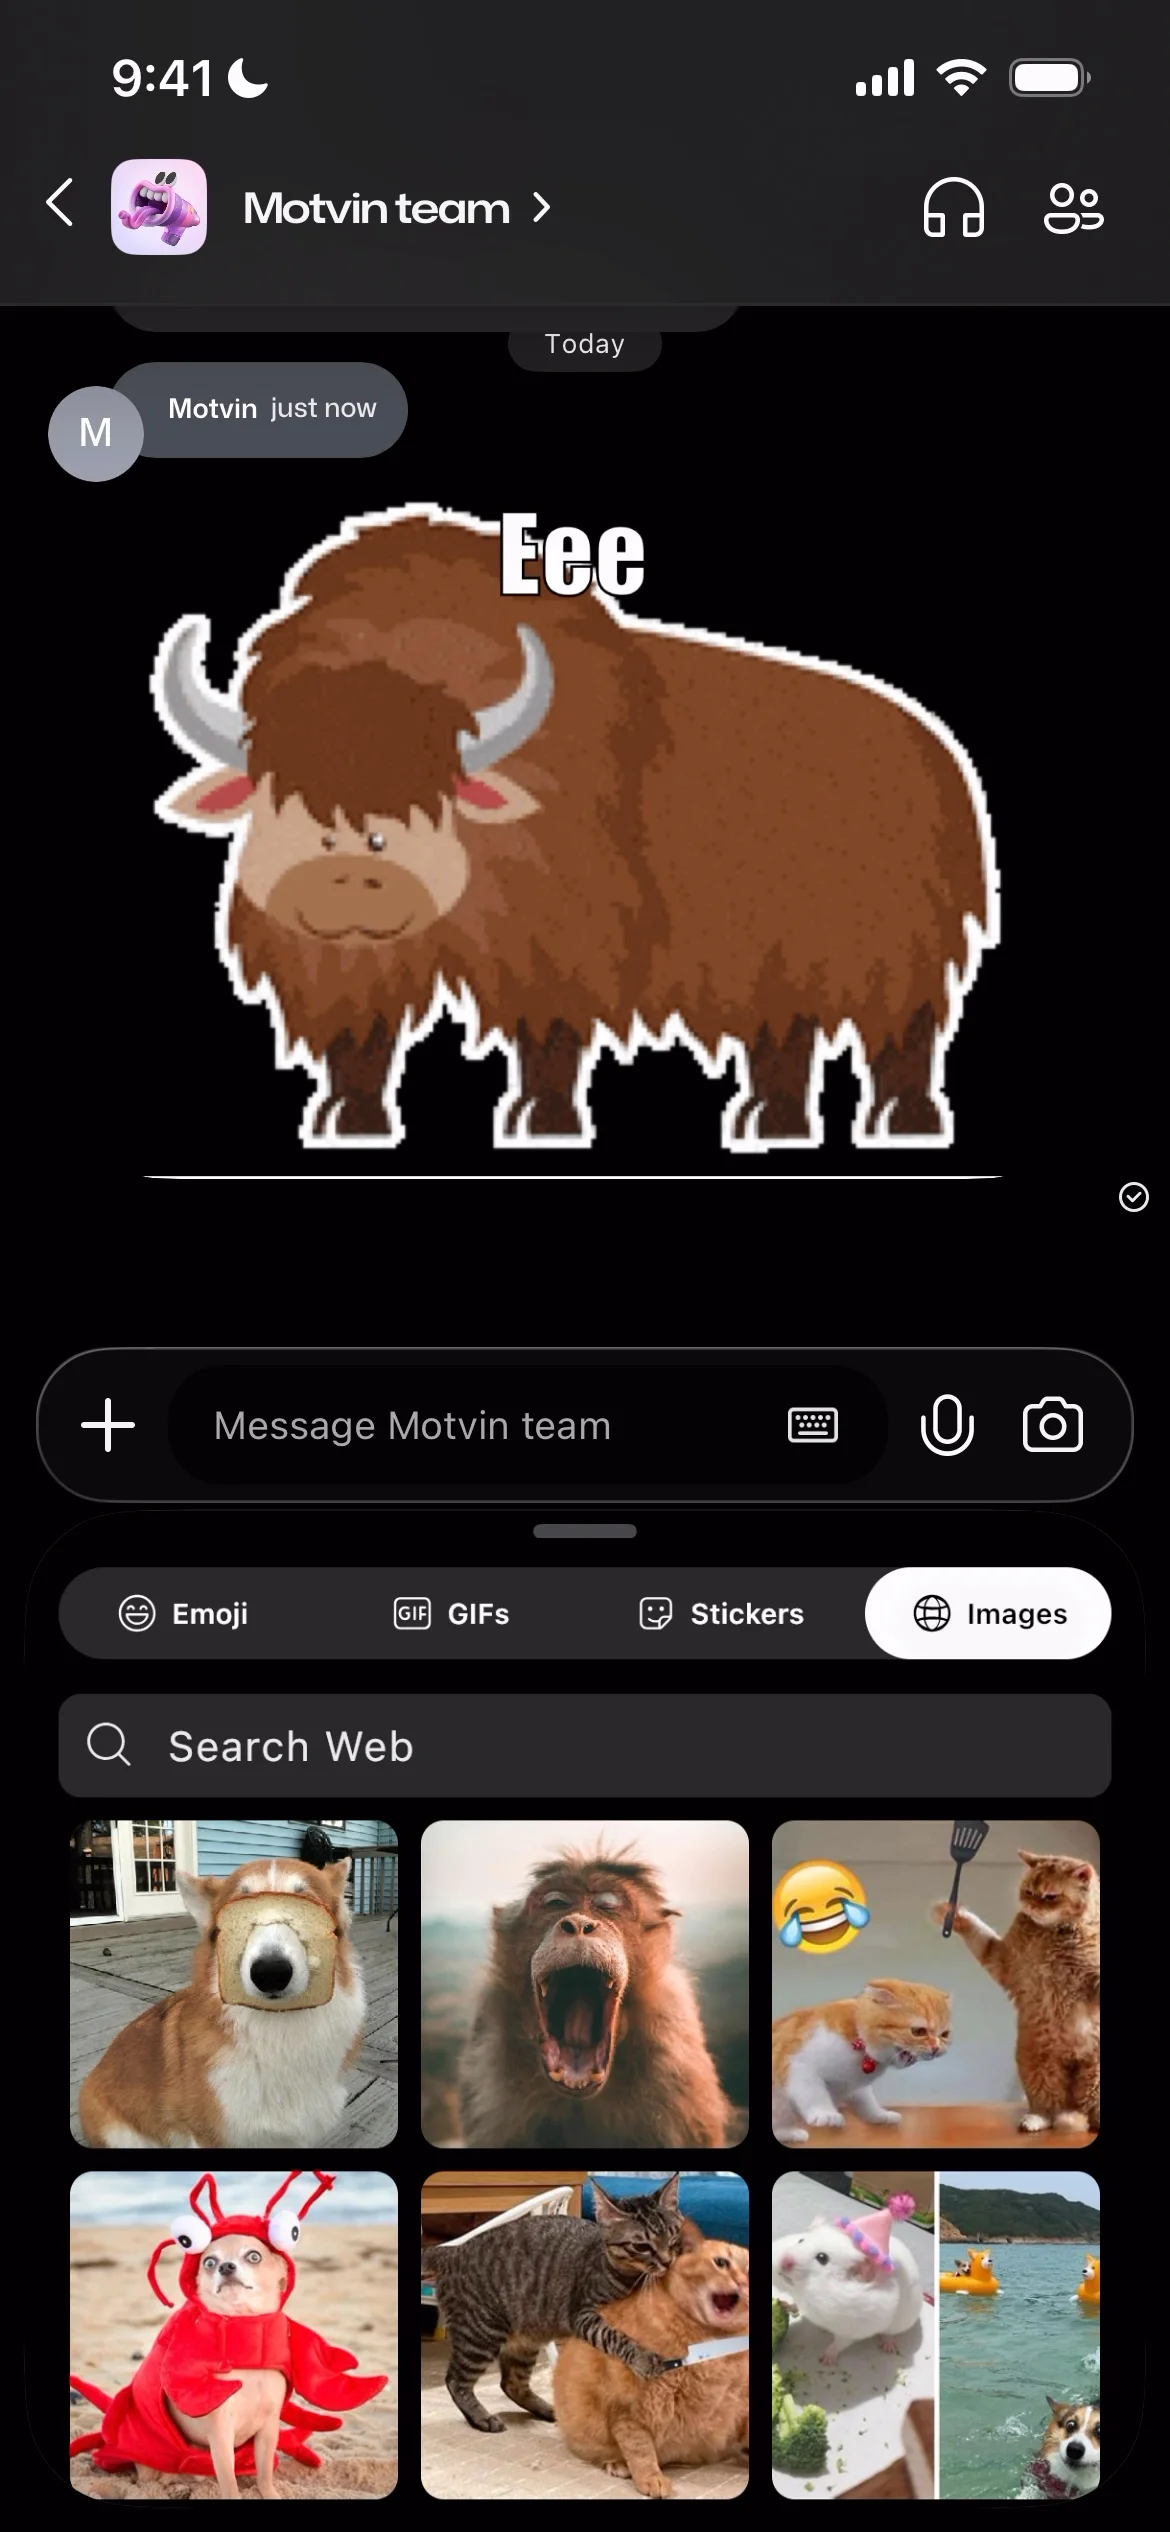 9:41
Motvin team
Today
M
Motvin just now
Eee
Message Motvin team
Emoji
GIF GIFs
Stickers
Images
Search Web